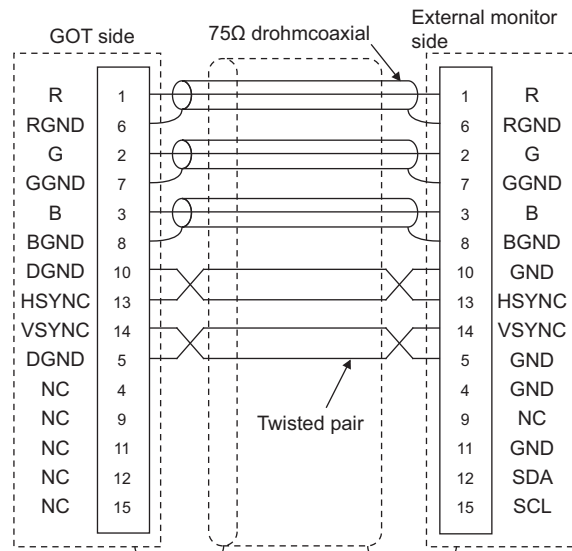 GOT side
75Ω drohmcoaxial
External monitor
side
R 1 1 R
RGND 6 6 RGND
G 2 2 G
GGND 7 7 GGND
B 3 3 B
BGND 8 8 BGND
DGND 10 10 GND
HSYNC 13 13 HSYNC
VSYNC 14 14 VSYNC
DGND 5 5 GND
NC 4 4 GND
NC 9 9 NC
NC 11 11 GND
NC 12 12 SDA
NC 15 15 SCL
Twisted pair